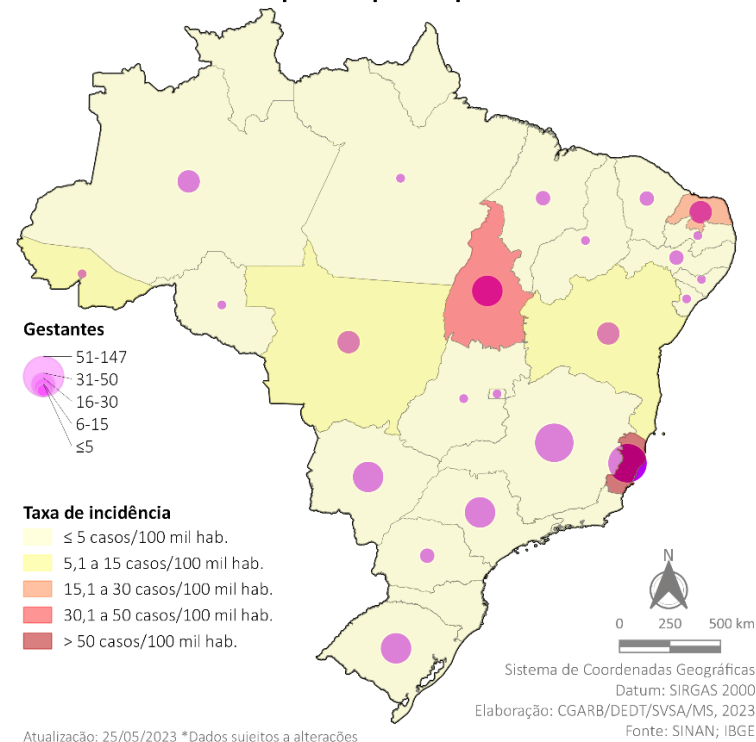 Gestantes
51-147
31-50
16-30
6-15
≤5
Taxa de incidência
≤ 5 casos/100 mil hab.
5,1 a 15 casos/100 mil hab.
15,1 a 30 casos/100 mil hab.
30,1 a 50 casos/100 mil hab.
> 50 casos/100 mil hab.
N
0 250 500 km
Sistema de Coordenadas Geográficas
Datum: SIRGAS 2000
Elaboração: CGARB/DEDT/SVSA/MS, 2023
Fonte: SINAN; IBGE
Atualização: 25/05/2023 *Dados sujeitos a alterações